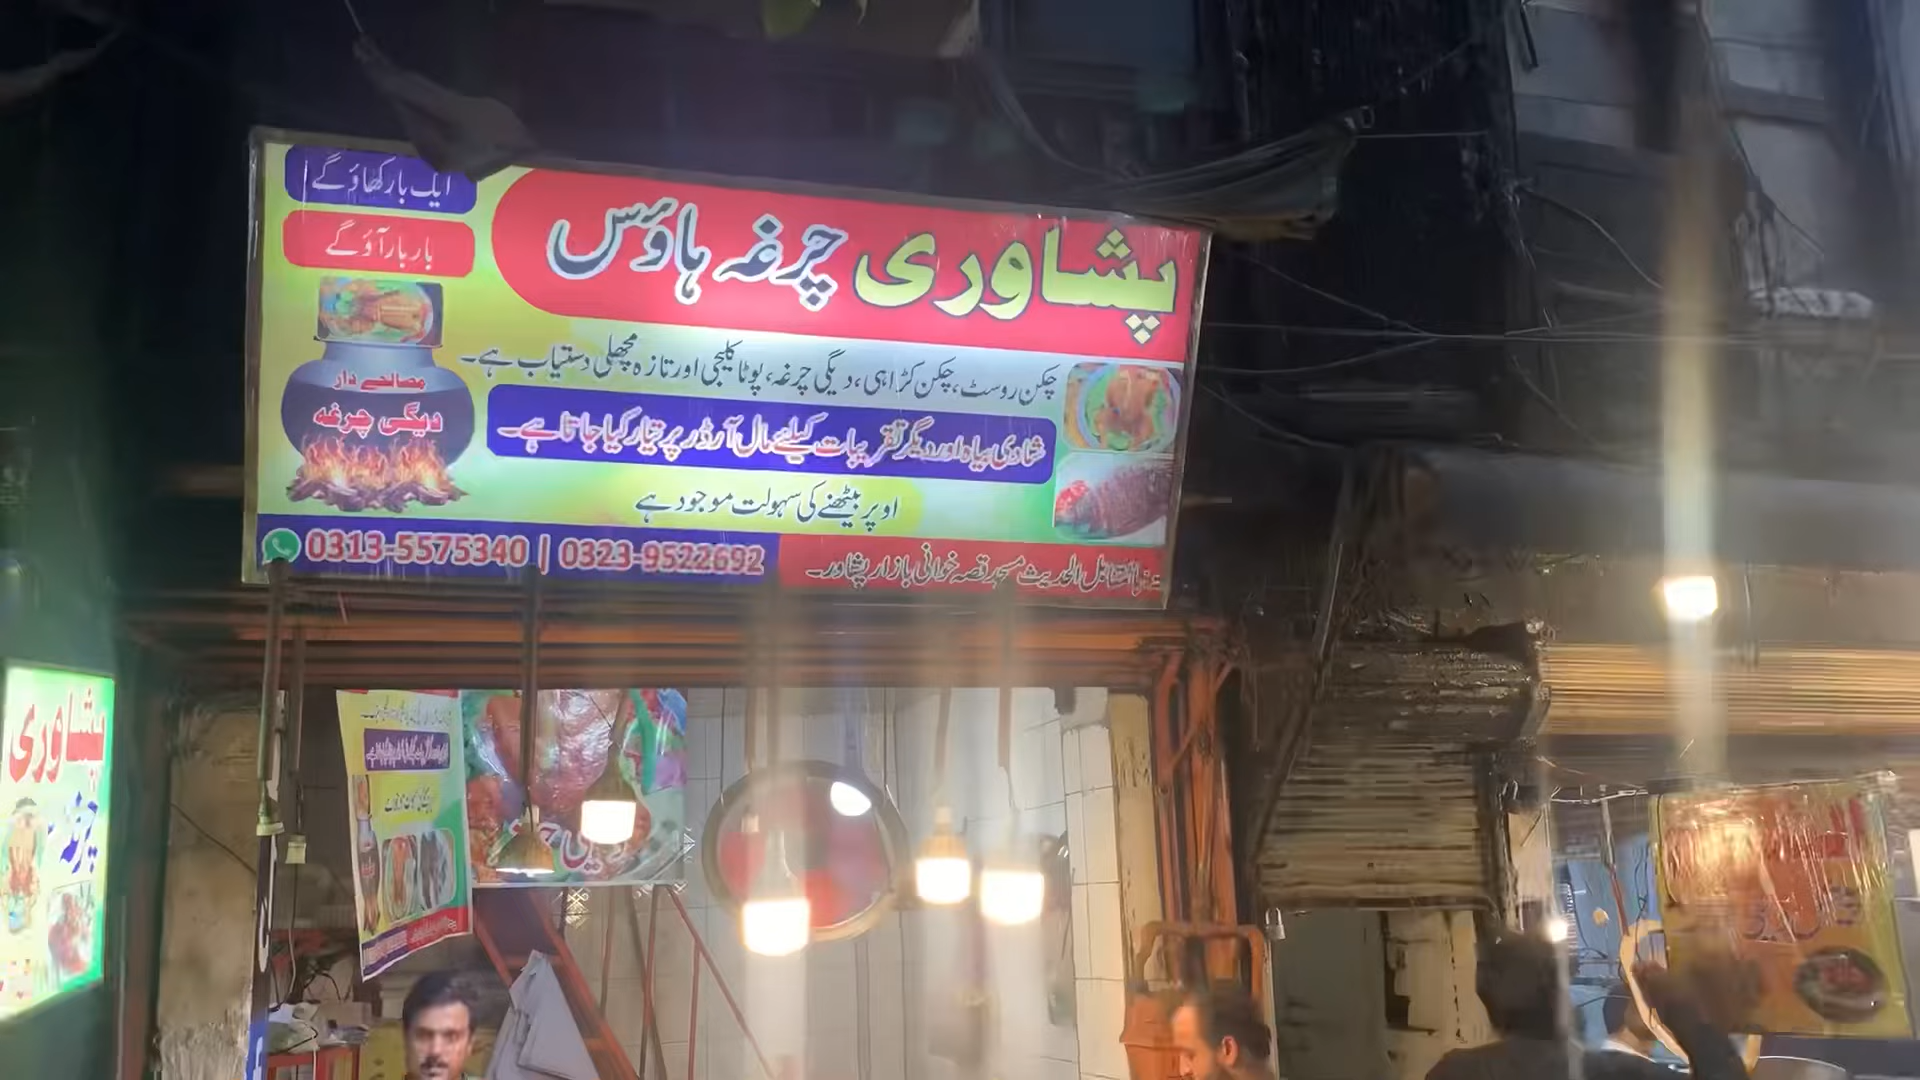 ایک بار کھاؤ گے
بار بار آؤ گے
پشاوری چرغہ ہاؤس
چکن روسٹ، چکن کڑاہی، دیگی چرغہ، پوٹا کلیجی اور تازہ مچھلی دستیاب ہے۔
مصالحے دار
دیگی چرغہ
شادی بیاہ اور دیگر تقریبات کیلئے مال آرڈر پر تیار کیا جاتا ہے۔
اوپر بیٹھنے کی سہولت موجود ہے
0313-5575340 | 0323-9522692
اہل الحدیث مسجد قصہ خوانی بازار پشاور۔
پشاوری
چرغہ